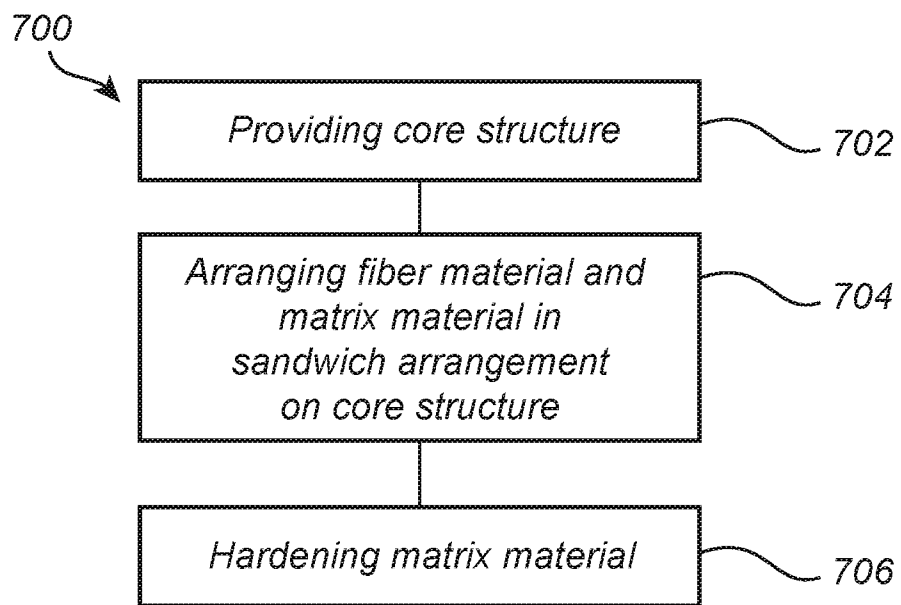 700
Providing core structure
702
Arranging fiber material and
matrix material in
sandwich arrangement
on core structure
704
Hardening matrix material
706